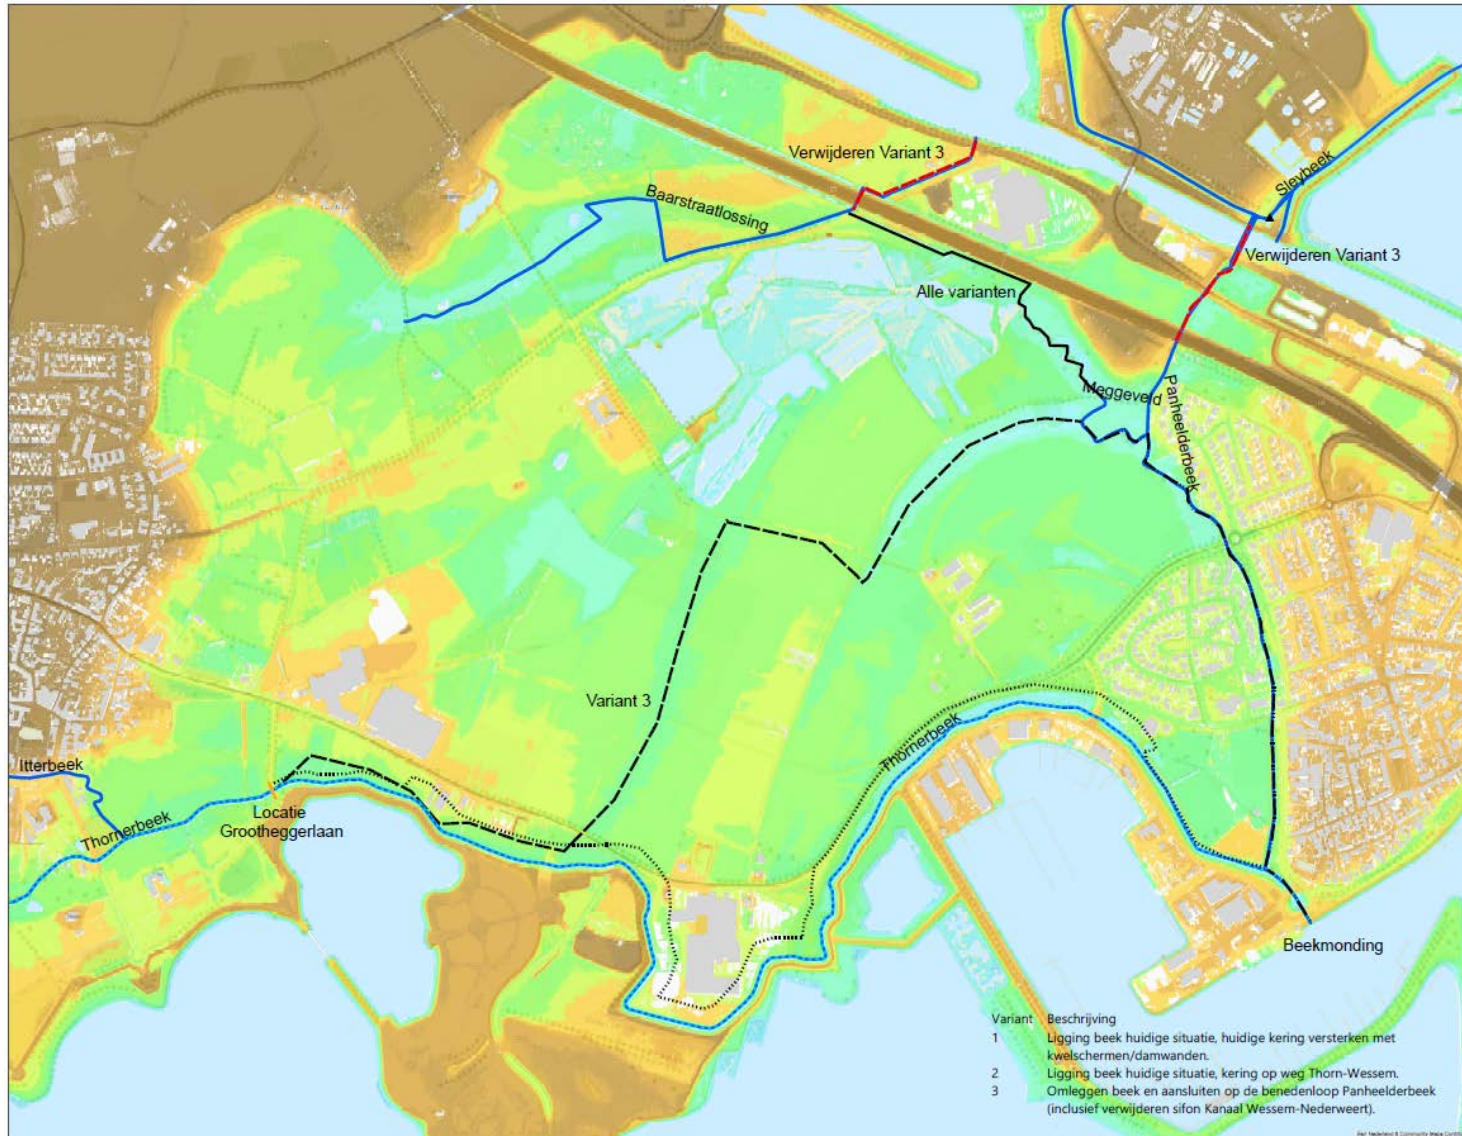 Verwijderen Variant 3
Baarstraatlossing
Sleybeek
Verwijderen Variant 3
Alle varianten
Meggeveld
Panheelderbeek
Variant 3
Thornerbeek
Itterbeek
Thornerbeek
Locatie
Grootheggerlaan
Beekmonding
Variant Beschrijving
1 Ligging beek huidige situatie, huidige kering versterken met
kwelschermen/damwanden.
2 Ligging beek huidige situatie, kering op weg Thorn-Wessem.
3 Omleggen beek en aansluiten op de benedenloop Panheelderbeek
(inclusief verwijderen sifon Kanaal Wessem-Nederweert).